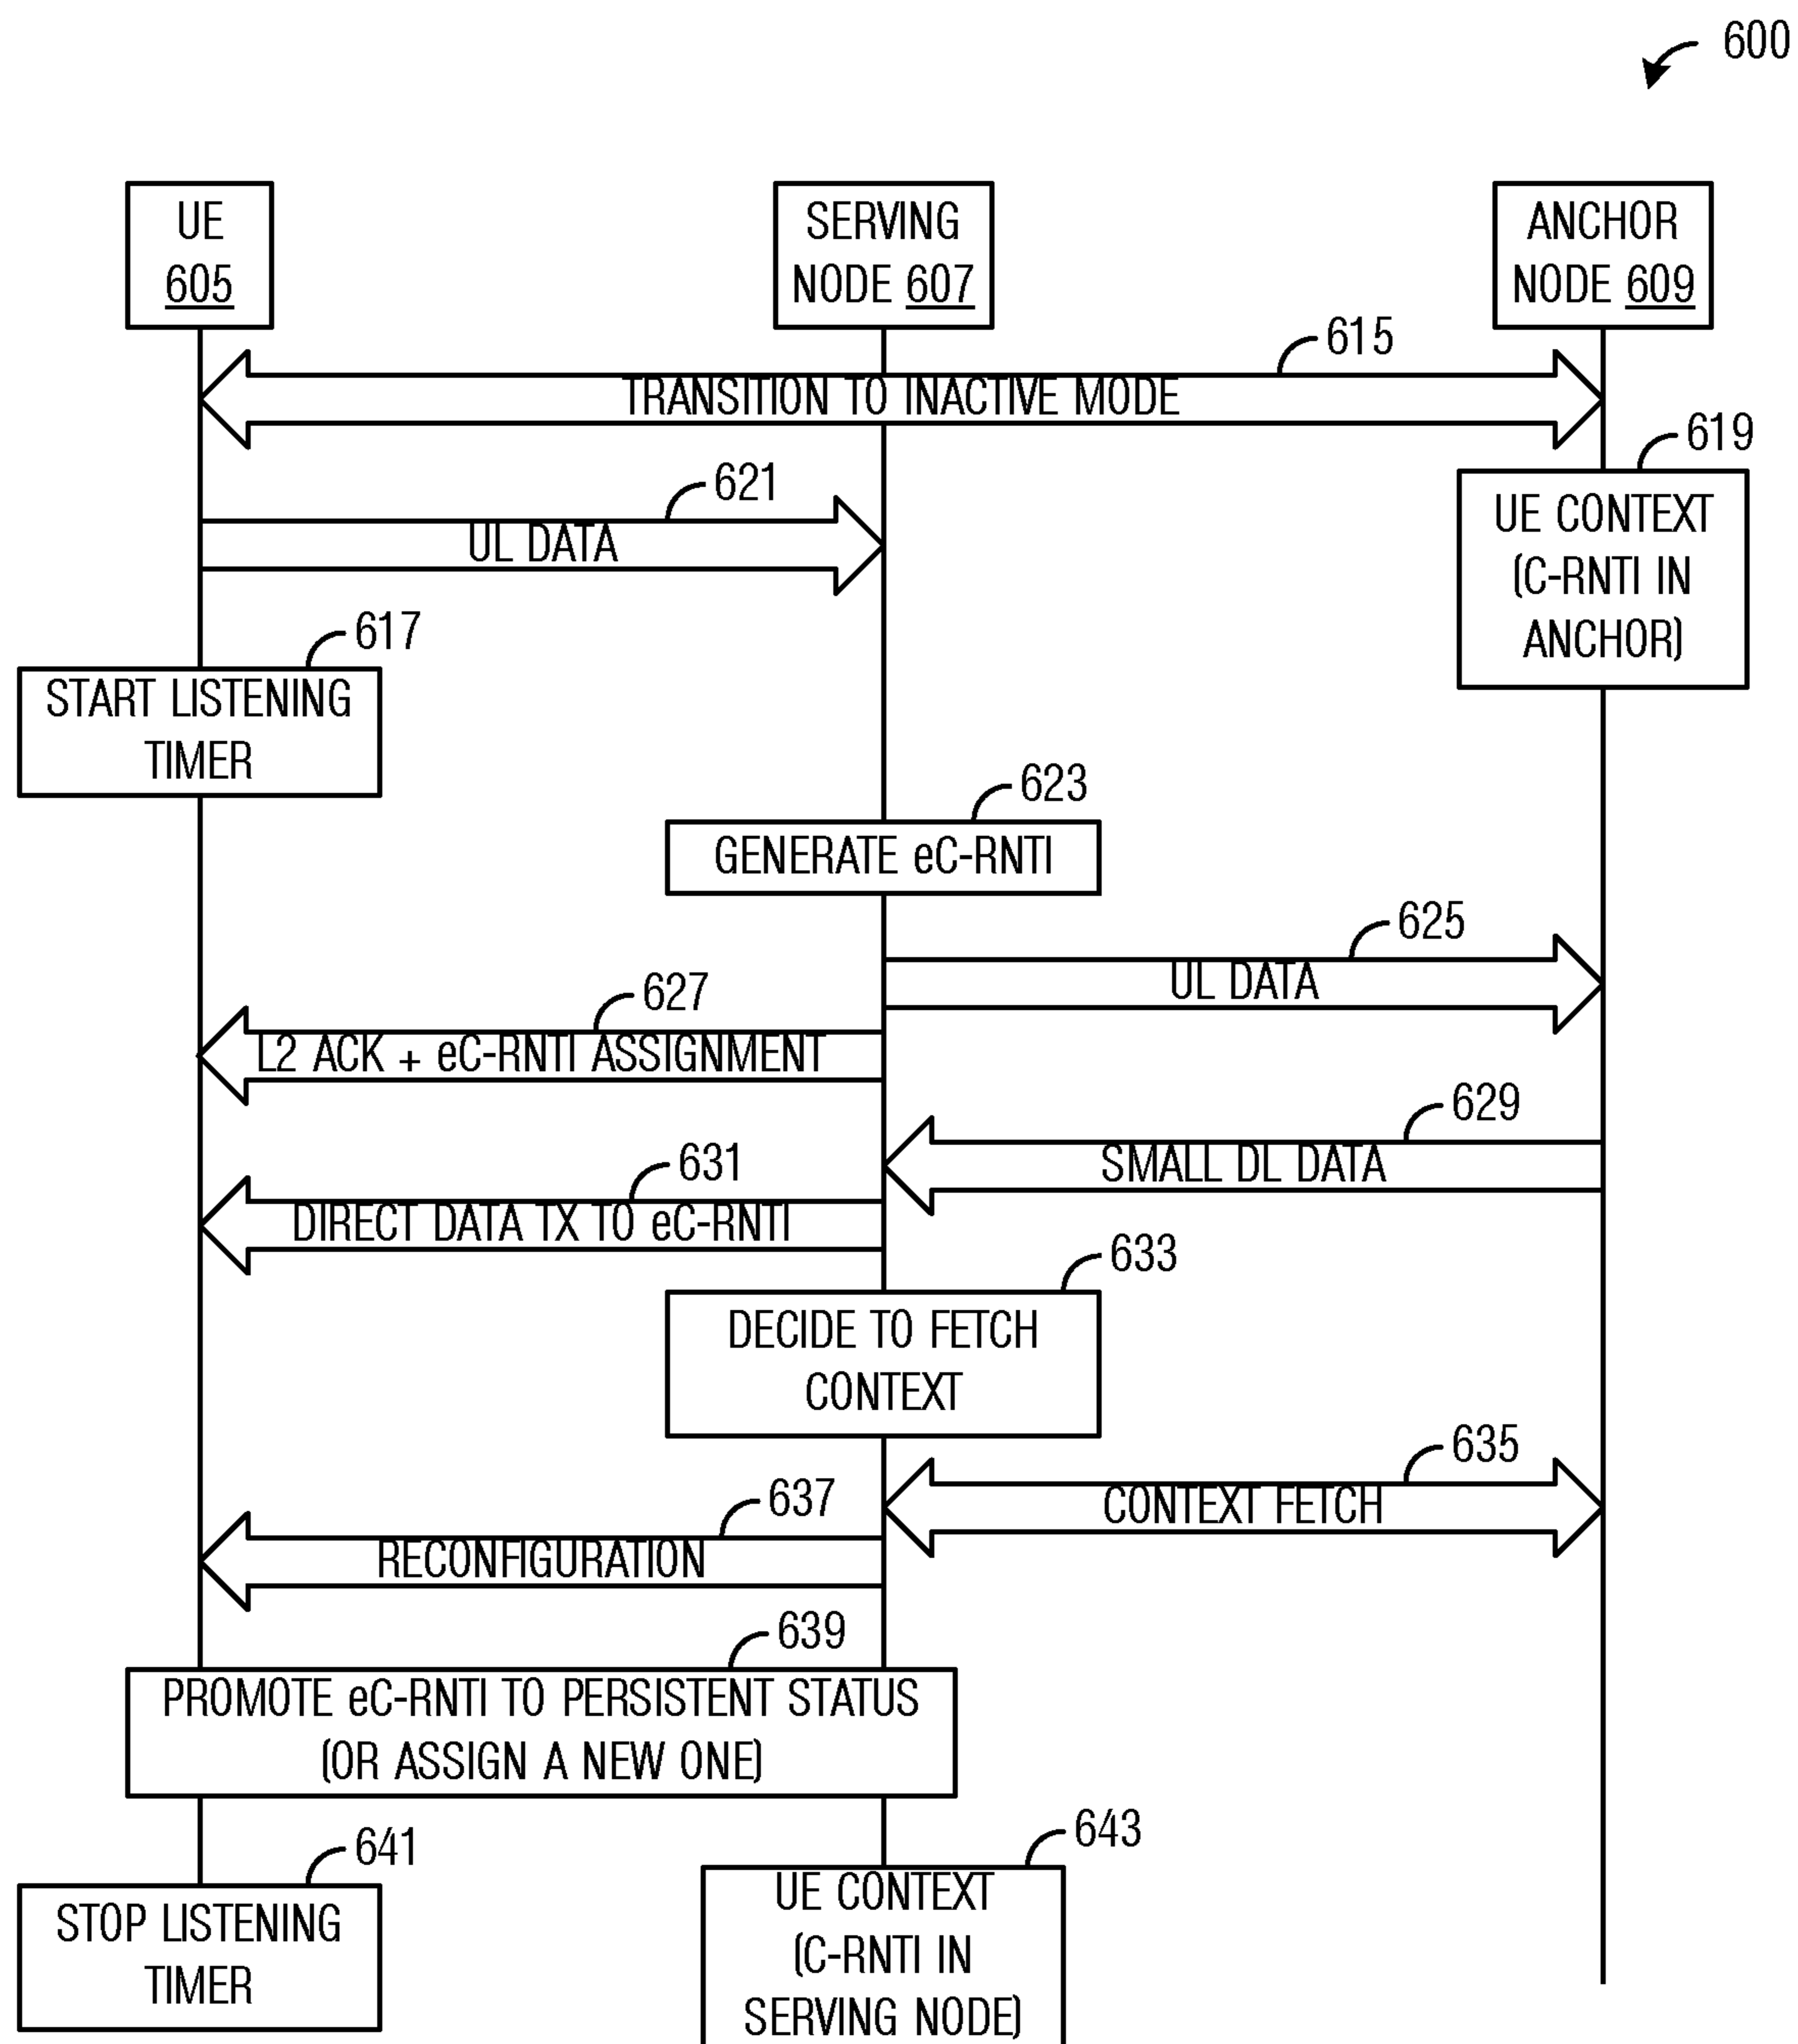 600
UE
605
SERVING
NODE 607
ANCHOR
NODE 609
615
TRANSITION TO INACTIVE MODE
619
UE CONTEXT
(C-RNTI IN
ANCHOR)
621
UL DATA
617
START LISTENING
TIMER
623
GENERATE eC-RNTI
625
UL DATA
627
L2 ACK + eC-RNTI ASSIGNMENT
629
SMALL DL DATA
631
DIRECT DATA TX TO eC-RNTI
633
DECIDE TO FETCH
CONTEXT
635
CONTEXT FETCH
637
RECONFIGURATION
639
PROMOTE eC-RNTI TO PERSISTENT STATUS
(OR ASSIGN A NEW ONE)
641
STOP LISTENING
TIMER
643
UE CONTEXT
(C-RNTI IN
SERVING NODE)